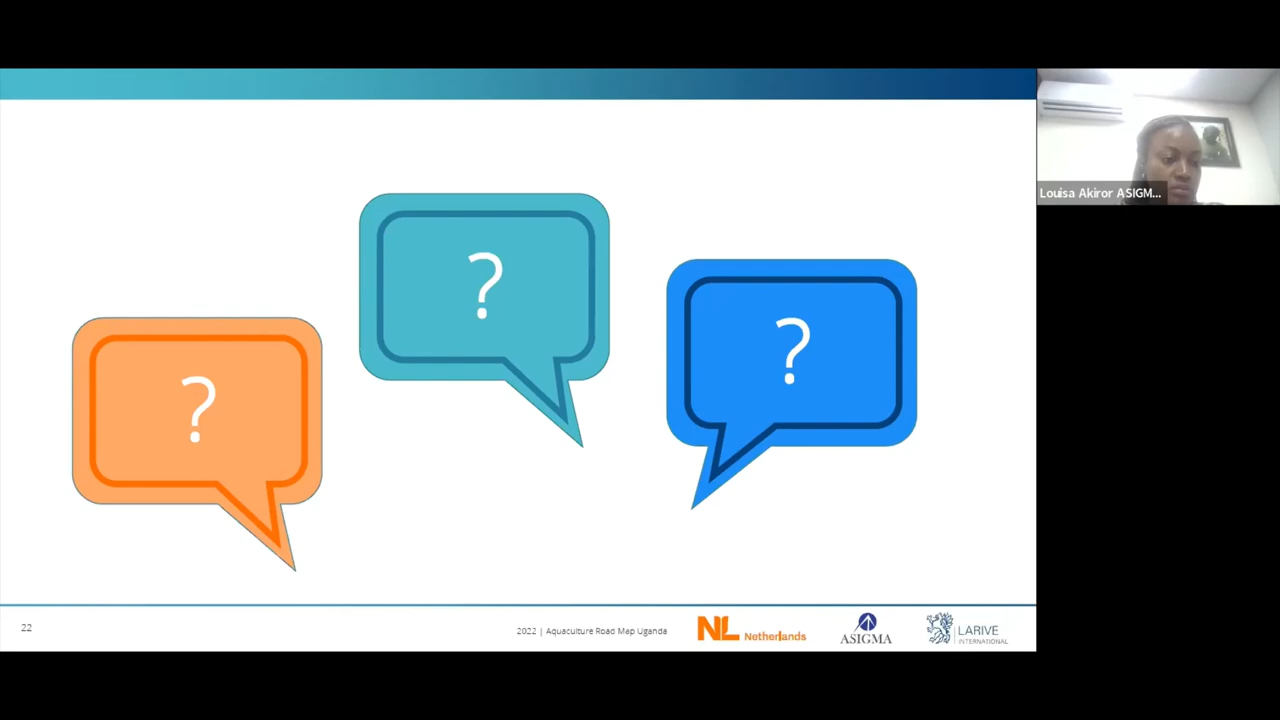 ?
?
?
Louisa Akiror ASIGM...
22
2022 | Aquaculture Road Map Uganda
NL Netherlands
ASIGMA
LARIVE
INTERNATIONAL